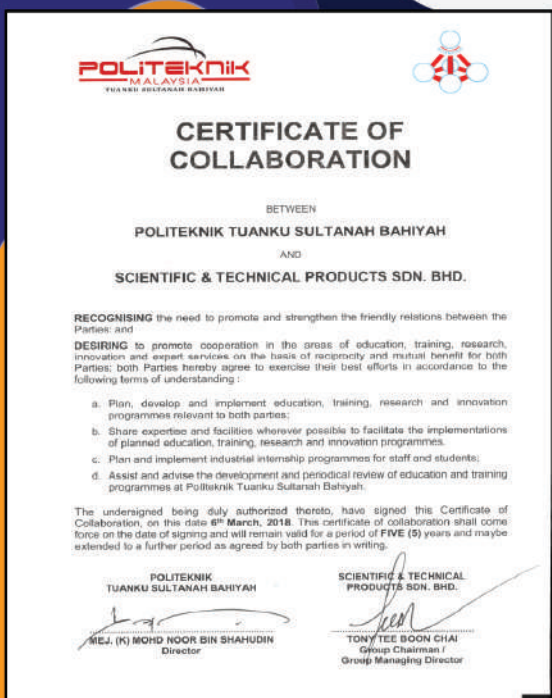 POLITEKNIK
MALAYSIA
TUANKU SULTANAH BAHIYAH
CERTIFICATE OF
COLLABORATION
BETWEEN
POLITEKNIK TUANKU SULTANAH BAHIYAH
AND
SCIENTIFIC & TECHNICAL PRODUCTS SDN. BHD.
RECOGNISING the need to promote and strengthen the friendly relations between the
Parties: and
DESIRING to promote cooperation in the areas of education, training, research,
innovation and expert services on the basis of reciprocity and mutual benefit for both
Parties; both Parties hereby agree to exercise their best efforts in accordance to the
following terms of understanding :
a. Plan, develop and implement education, training, research and innovation
programmes relevant to both parties;
b. Share expertise and facilities wherever possible to facilitate the implementations
of planned education, training, research and innovation programmes.
c. Plan and implement industrial internship programmes for staff and students;
d. Assist and advise the development and periodical review of education and training
programmes at Politeknik Tuanku Sultanah Bahiyah.
The undersigned being duly authorized thereto, have signed this Certificate of
Collaboration, on this date 6th March, 2018. This certificate of collaboration shall come
force on the date of signing and will remain valid for a period of FIVE (5) years and maybe
extended to a further period as agreed by both parties in writing.
POLITEKNIK
TUANKU SULTANAH BAHIYAH
MEJ. (K) MOHD NOOR BIN SHAHUDIN
Director
SCIENTIFIC & TECHNICAL
PRODUCTS SDN. BHD.
TONY TEE BOON CHAI
Group Chairman /
Group Managing Director